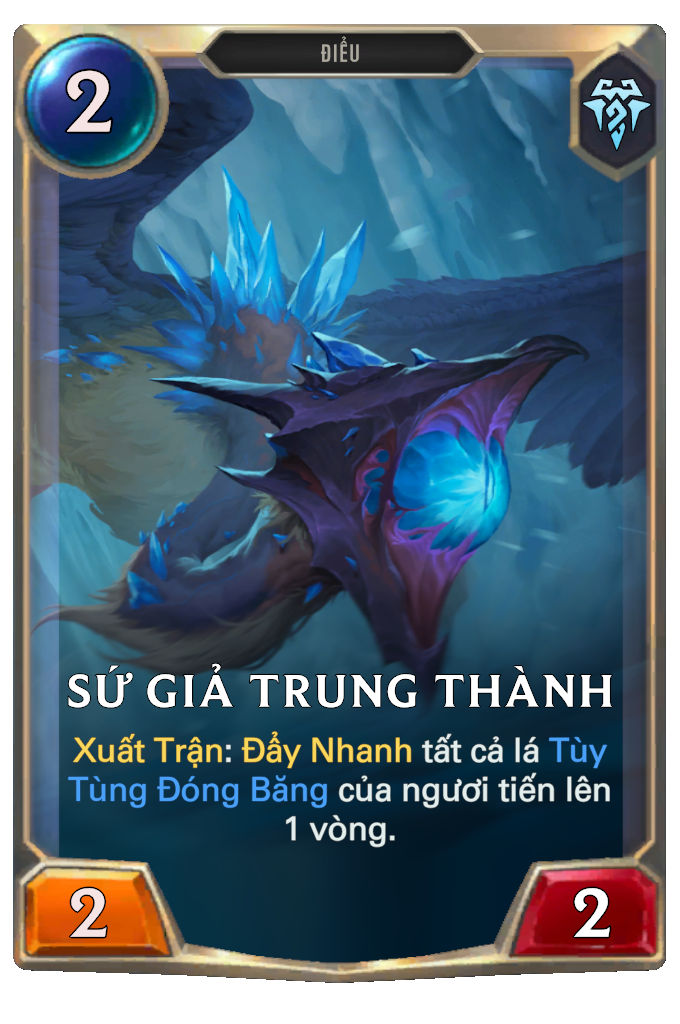 ĐIỂU
2
SỨ GIẢ TRUNG THÀNH
Xuất Trận: Đẩy Nhanh tất cả lá Tùy
Tùng Đóng Băng của ngươi tiến lên
1 vòng.
2
2